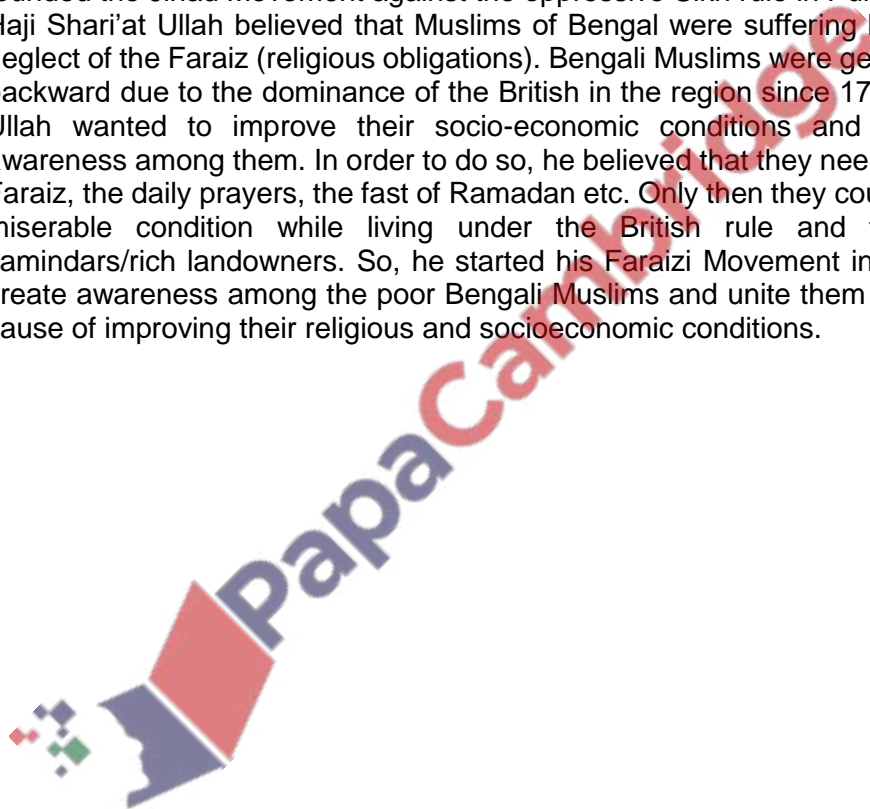 Haji Shari'at Ullah believed that Muslims of Bengal were suffering
neglect of the Faraiz (religious obligations). Bengali Muslims were
backward due to the dominance of the British in the region since 17
Ullah wanted to improve their socio-economic conditions and
awareness among them. In order to do so, he believed that they
Faraiz, the daily prayers, the fast of Ramadan etc. Only then they
miserable condition while living under the British rule and
zamindars/rich landowners. So, he started his Faraizi Movement in
create awareness among the poor Bengali Muslims and unite them
cause of improving their religious and socioeconomic conditions.
PapaCambridge